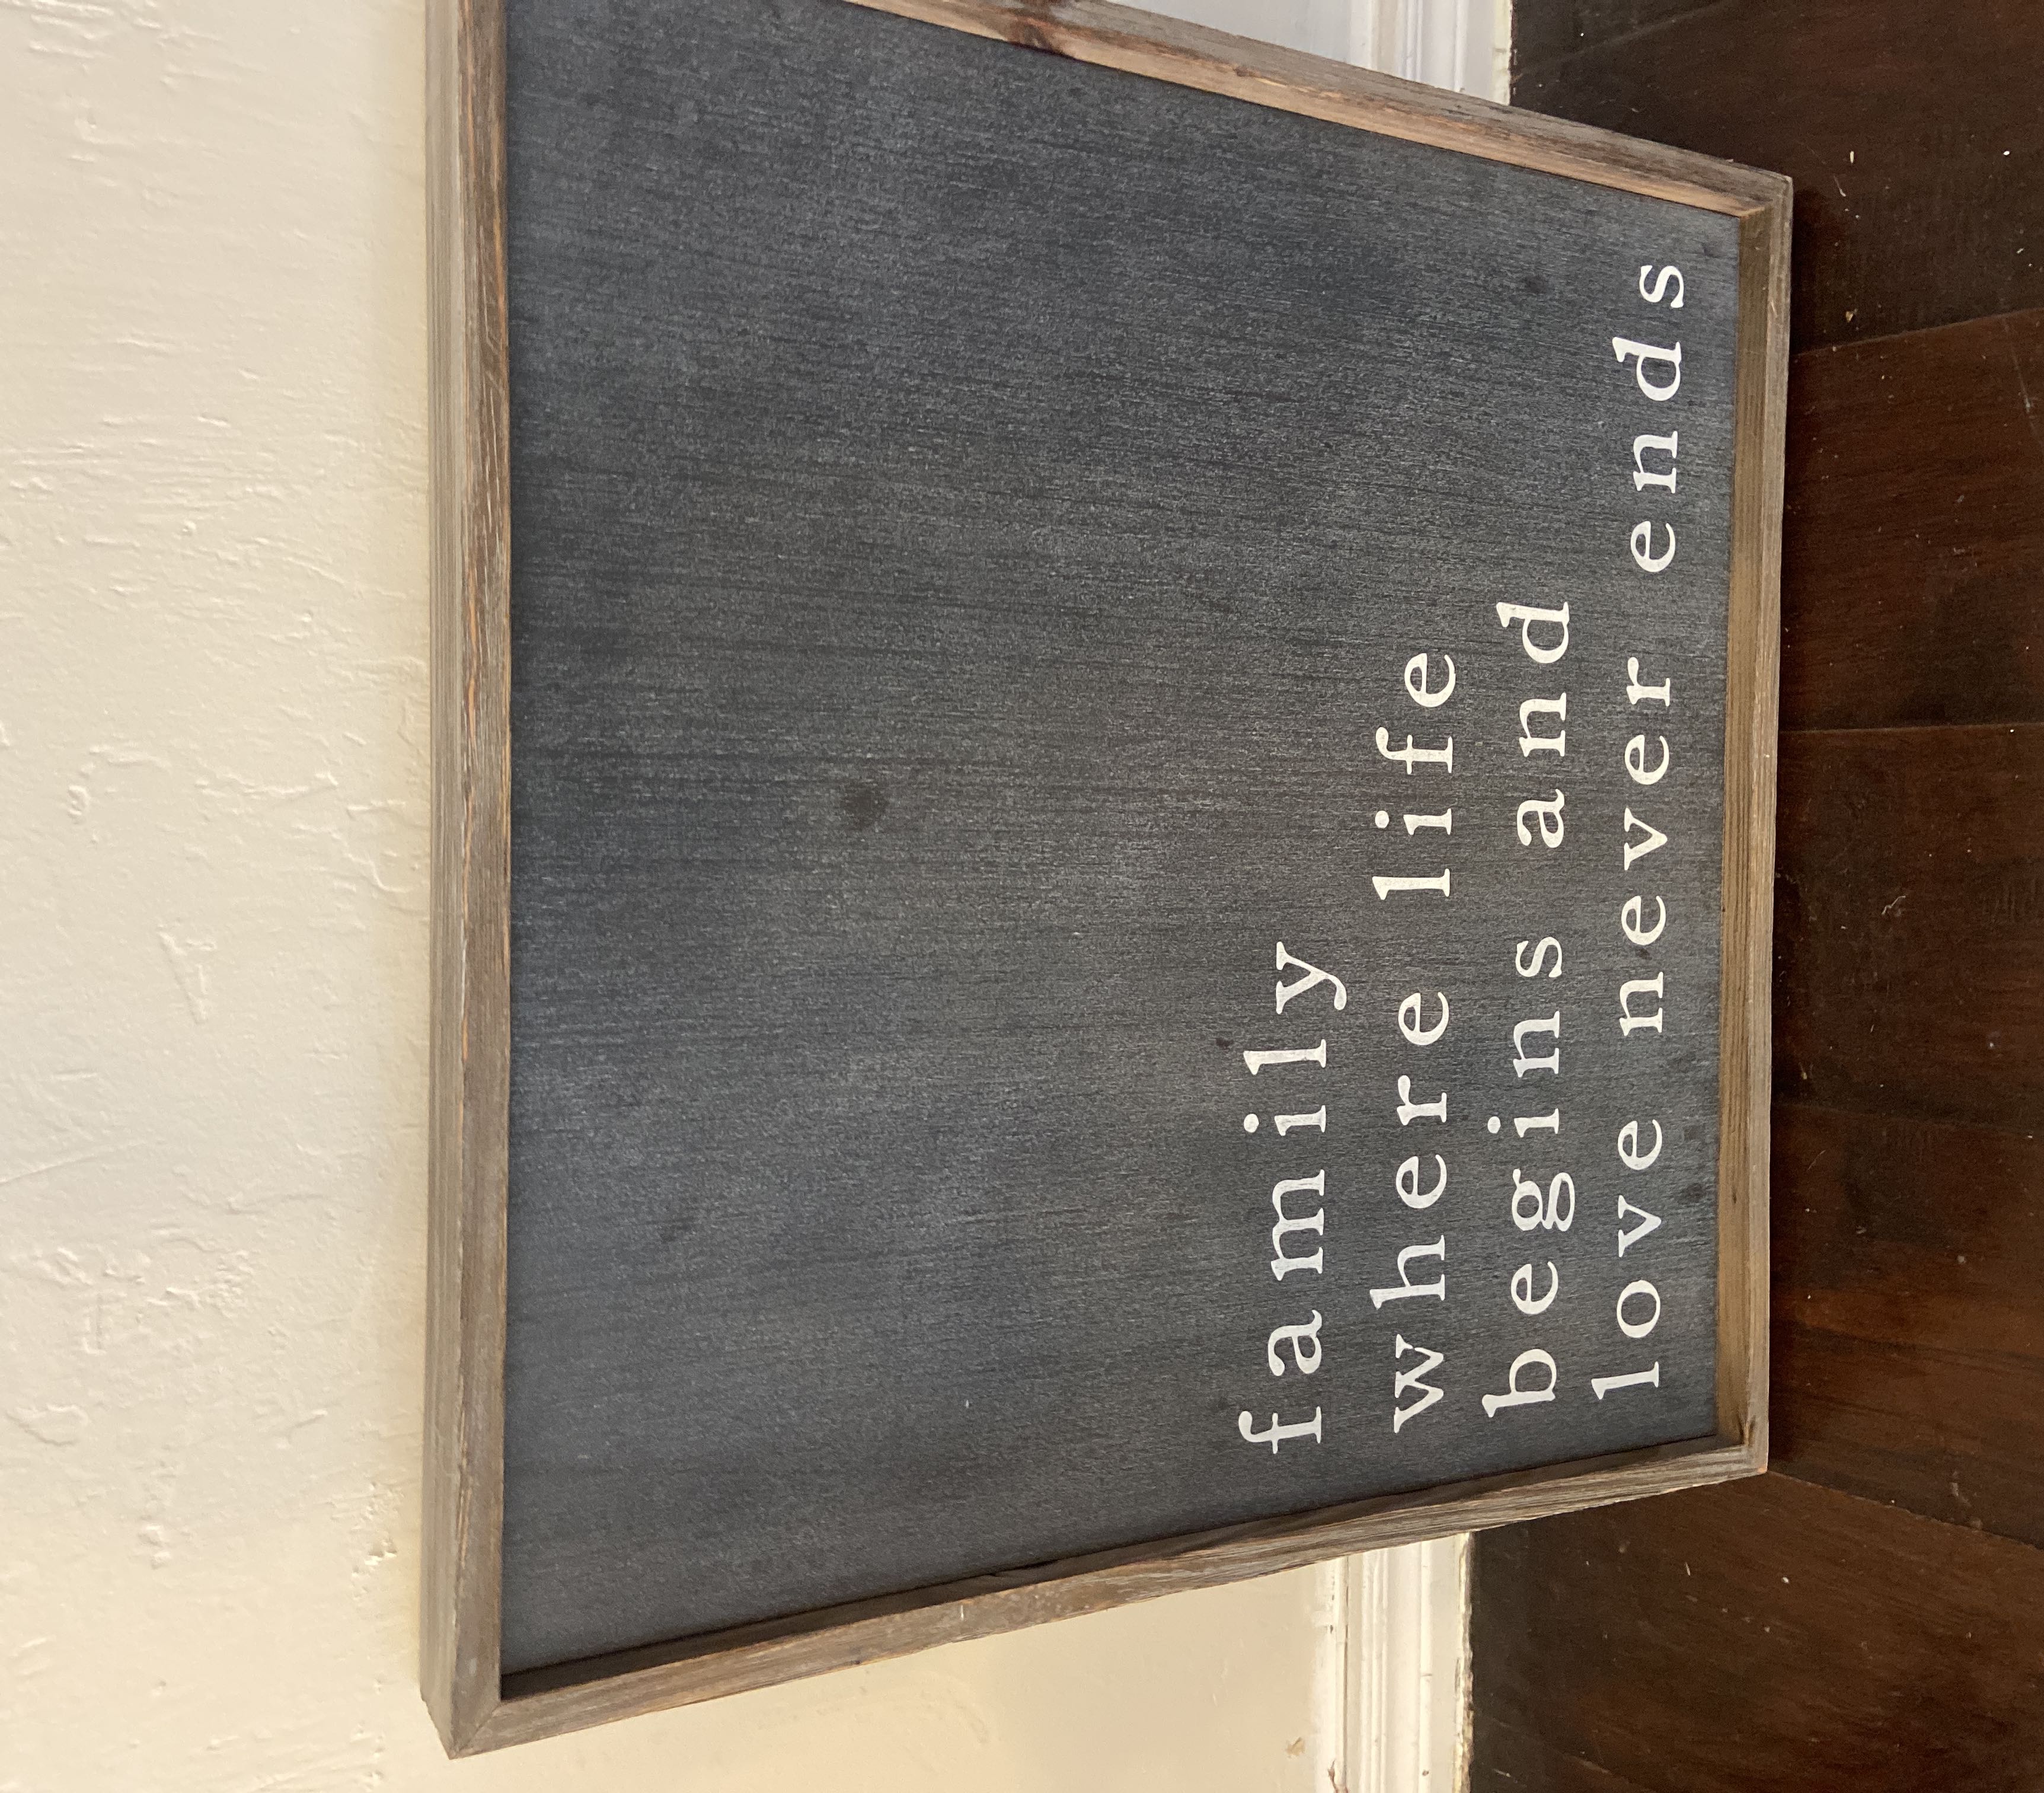 family
where life
begins and
love never ends